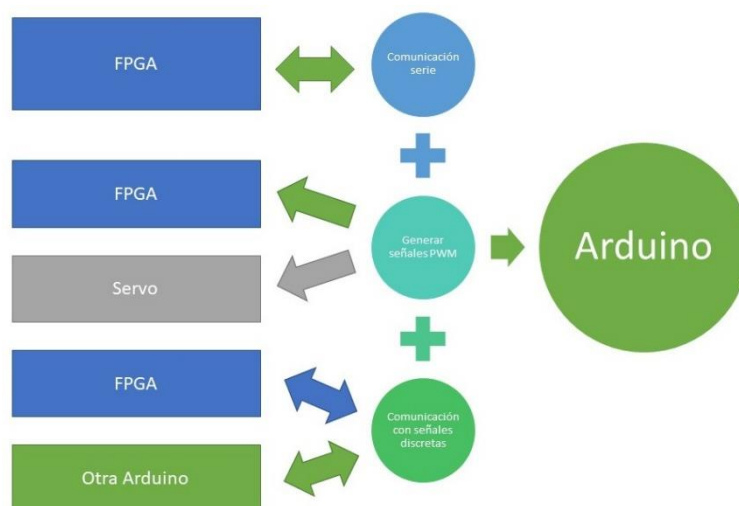 FPGA
Comunicación
serie
FPGA
Generar
señales PWM
Arduino
Servo
FPGA
Comunicación
con señales
discretas
Otra Arduino